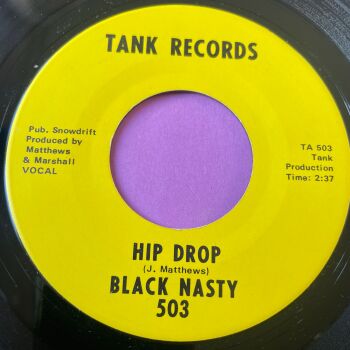 TANK RECORDS
Pub. Snowdrift
Produced by
Matthews
& Marshall
VOCAL
TA 503
Tank
Production
Time: 2:37
HIP DROP
(J. Matthews)
BLACK NASTY
503